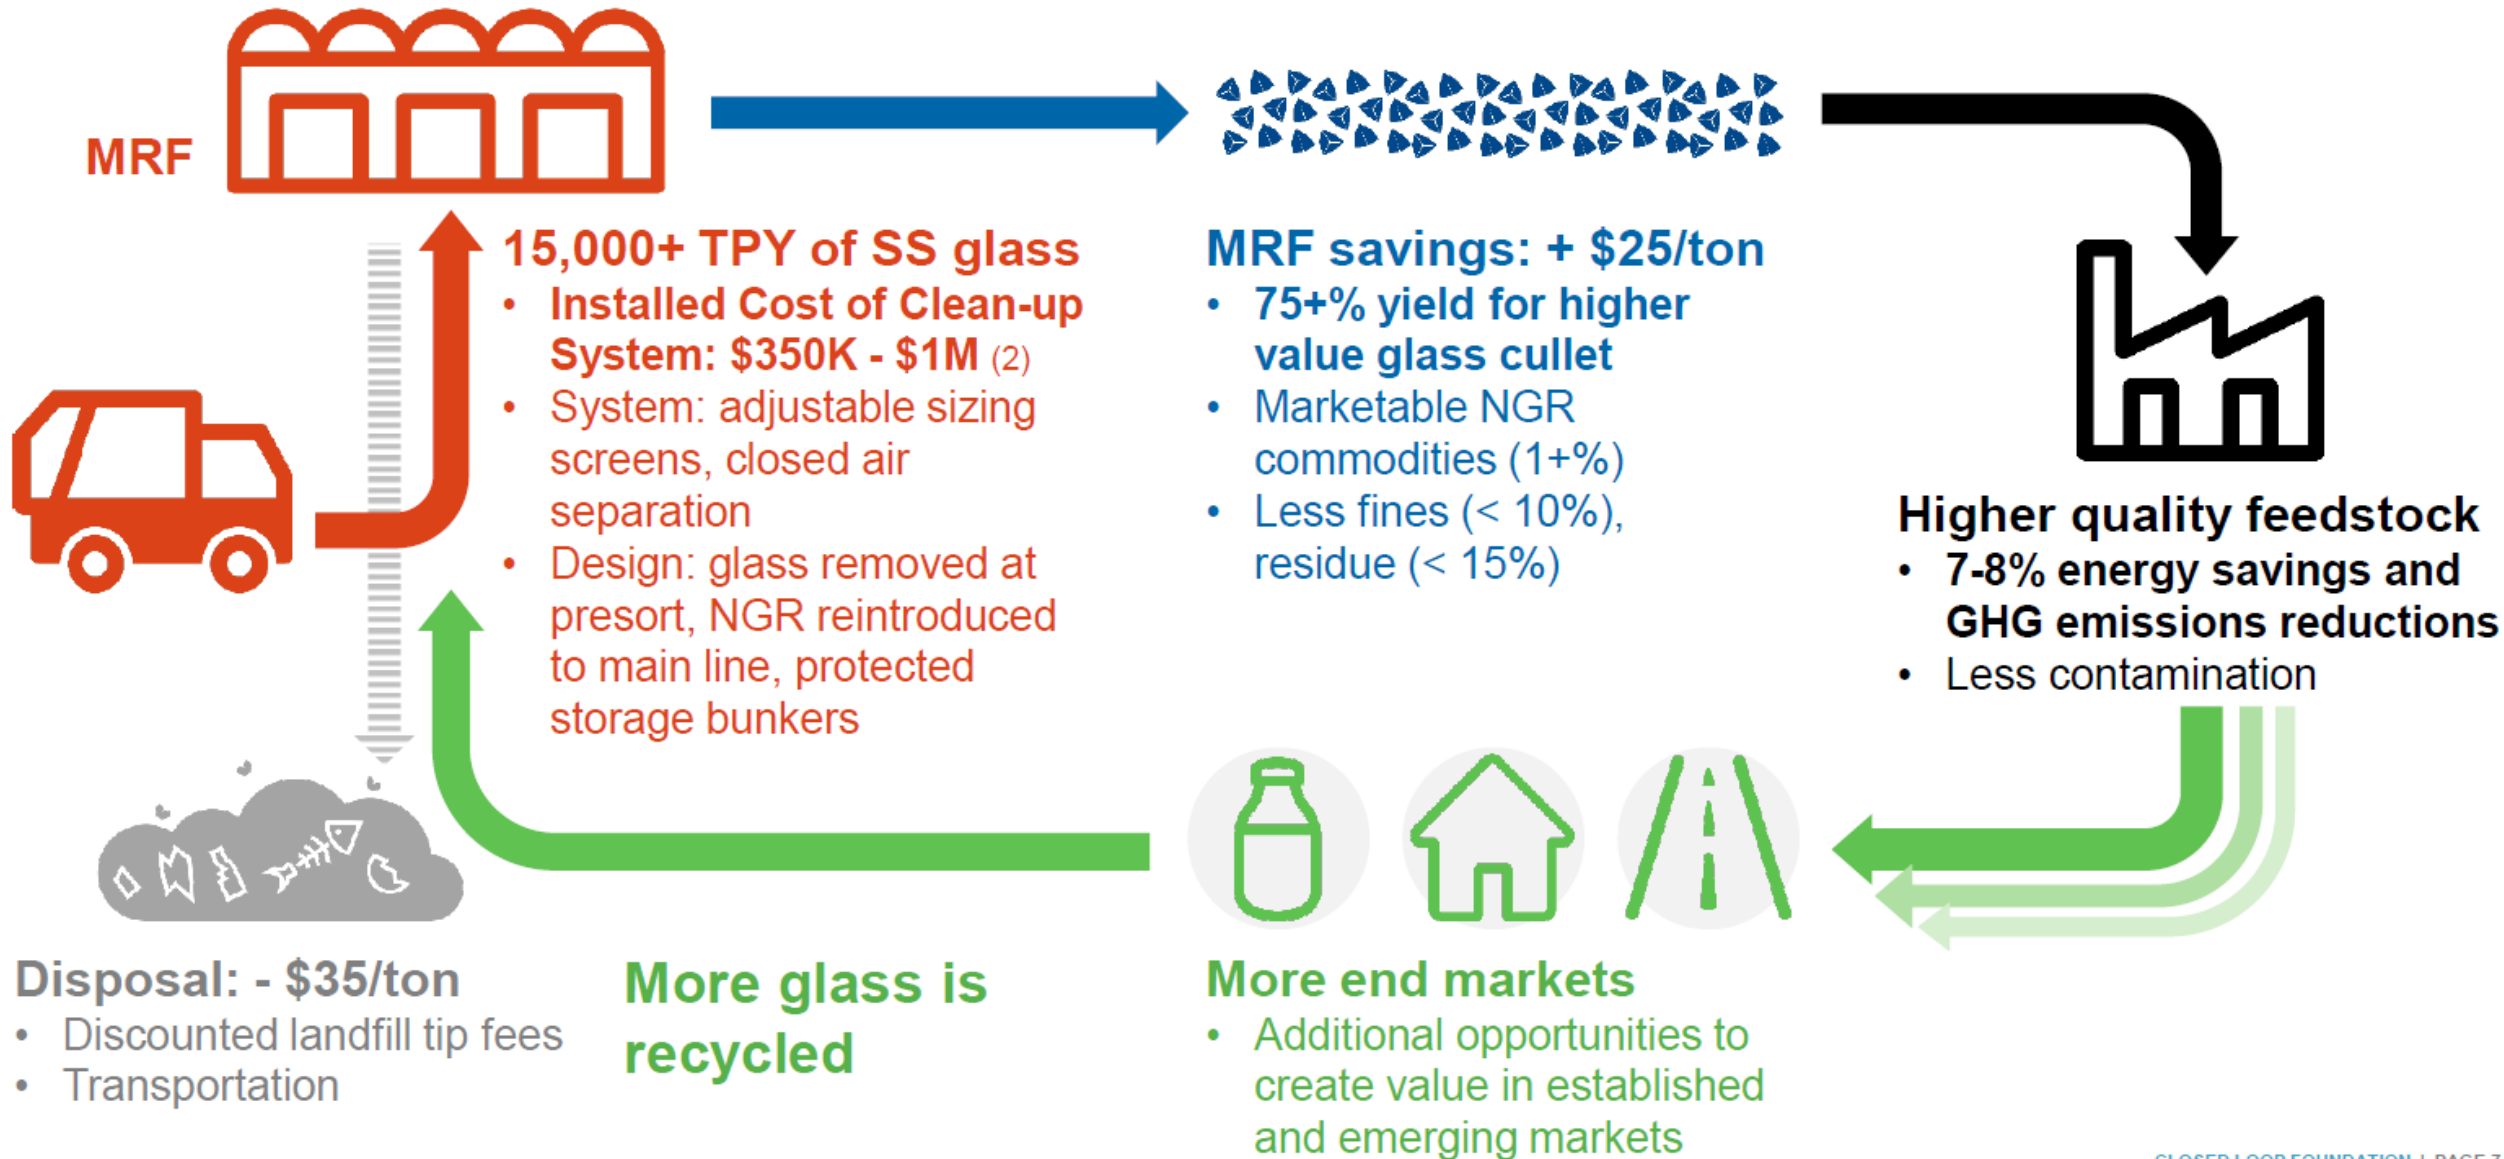 MRF
15,000+ TPY of SS glass
• Installed Cost of Clean-up
System: $350K - $1M (2)
• System: adjustable sizing
screens, closed air
separation
• Design: glass removed at
presort, NGR reintroduced
to main line, protected
storage bunkers
MRF savings: + $25/ton
• 75+% yield for higher
value glass cullet
• Marketable NGR
commodities (1+%)
• Less fines (< 10%),
residue (< 15%)
Higher quality feedstock
• 7-8% energy savings and
GHG emissions reductions
• Less contamination
Disposal: - $35/ton
• Discounted landfill tip fees
• Transportation
More glass is
recycled
More end markets
• Additional opportunities to
create value in established
and emerging markets
CLOSED LOOP FOUNDATION | PAGE